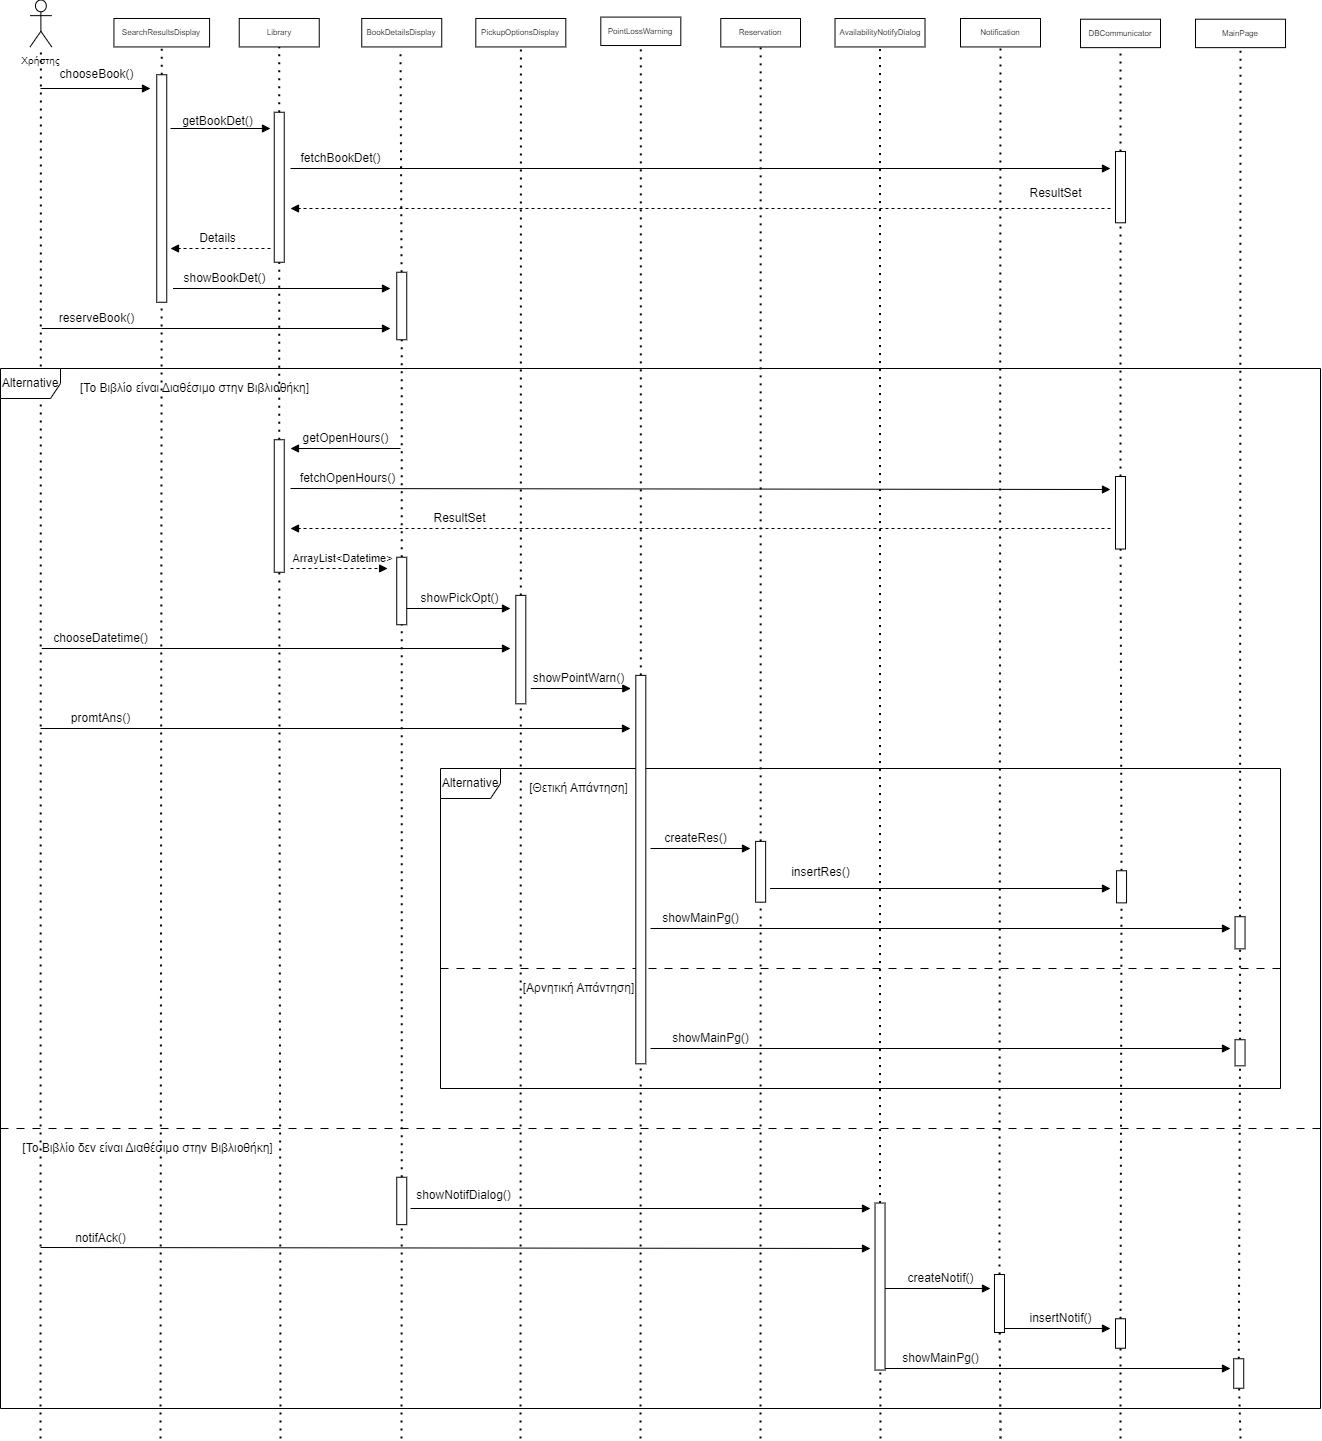 SearchResultsDisplay
Library
BookDetailsDisplay
PickupOptionsDisplay
PointLossWarning
Reservation
AvailabilityNotifyDialog
Notification
DBCommunicator
MainPage
Χρήστης
chooseBook()
getBookDet()
fetchBookDet()
ResultSet
Details
showBookDet()
reserveBook()
Alternative
[Το Βιβλίο είναι Διαθέσιμο στην Βιβλιοθήκη]
getOpenHours()
fetchOpenHours()
ResultSet
ArrayList<Datetime>
showPickOpt()
chooseDatetime()
showPointWarn()
promtAns()
Alternative
[Θετική Απάντηση]
createRes()
insertRes()
showMainPg()
[Αρνητική Απάντηση]
showMainPg()
[Το Βιβλίο δεν είναι Διαθέσιμο στην Βιβλιοθήκη]
showNotifDialog()
notifAck()
createNotif()
insertNotif()
showMainPg()